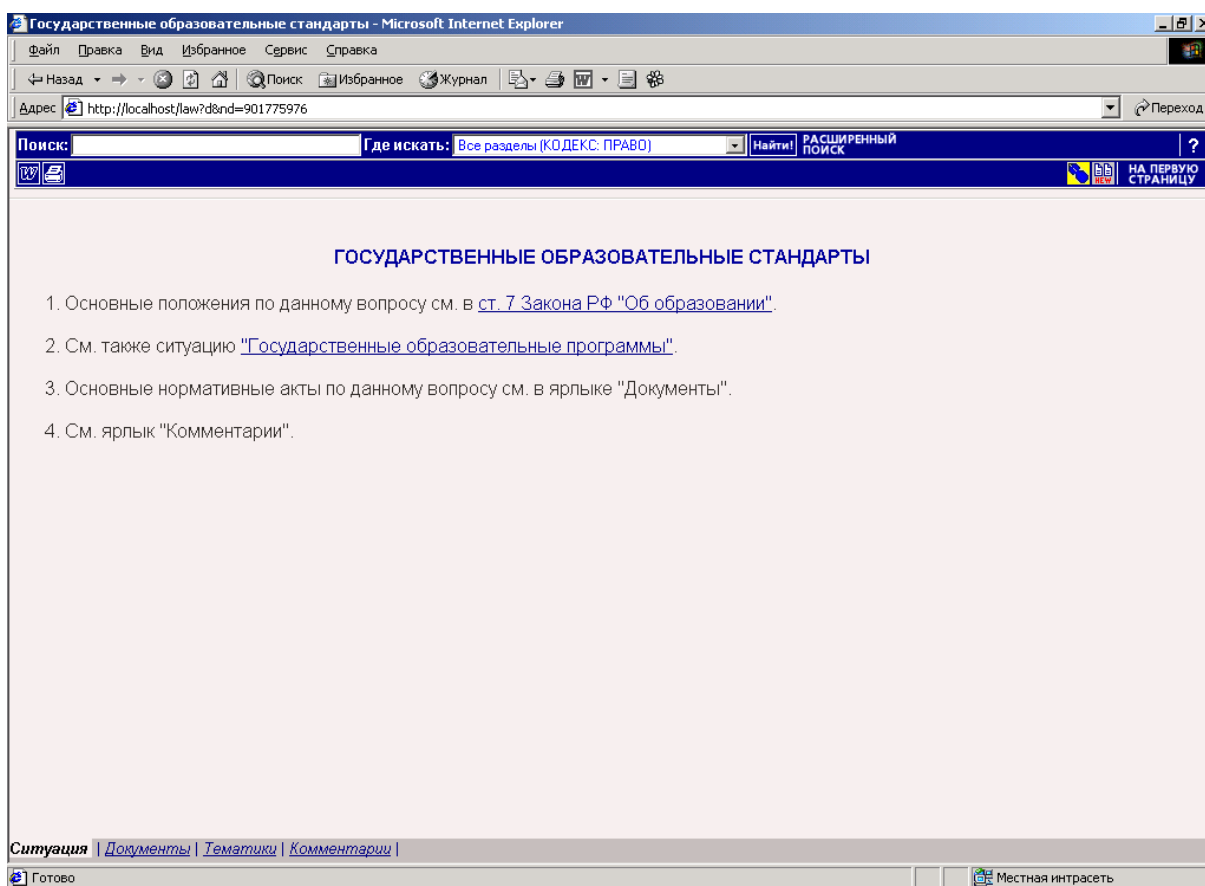 Государственные образовательные стандарты - Microsoft Internet Explorer
Файл Правка Вид Избранное Сервис Справка
Назад Поиск Избранное Журнал
Адрес http://localhost/law?d&nd=901775976 Переход
Поиск: Где искать: Все разделы (КОДЕКС: ПРАВО) Найти! РАСШИРЕННЫЙ ПОИСК ?
W NEW НА ПЕРВУЮ СТРАНИЦУ
ГОСУДАРСТВЕННЫЕ ОБРАЗОВАТЕЛЬНЫЕ СТАНДАРТЫ
1. Основные положения по данному вопросу см. в ст. 7 Закона РФ "Об образовании".
2. См. также ситуацию "Государственные образовательные программы".
3. Основные нормативные акты по данному вопросу см. в ярлыке "Документы".
4. См. ярлык "Комментарии".
Ситуация | Документы | Тематики | Комментарии |
Готово Местная интрасеть